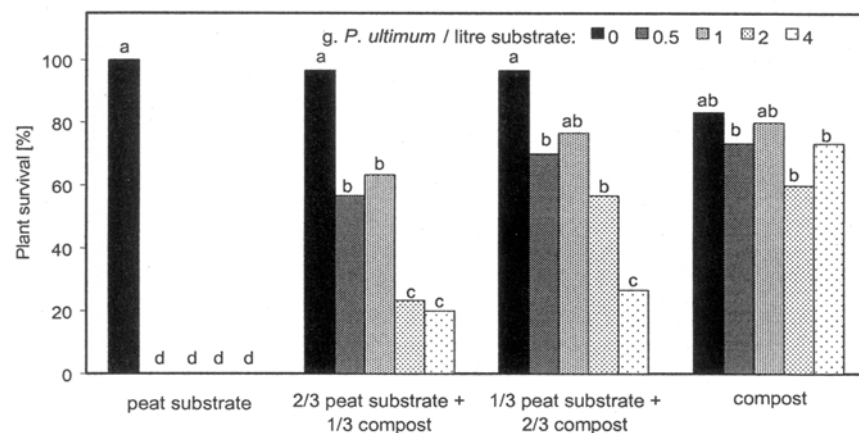 g. P. ultimum / litre substrate: 0 0.5 1 2 4
Plant survival [%]
100
80
60
40
20
0
a
d d d d
a
b
b
c
c
a
b
ab
b
c
ab
b
ab
b
b
peat substrate
2/3 peat substrate +
1/3 compost
1/3 peat substrate +
2/3 compost
compost